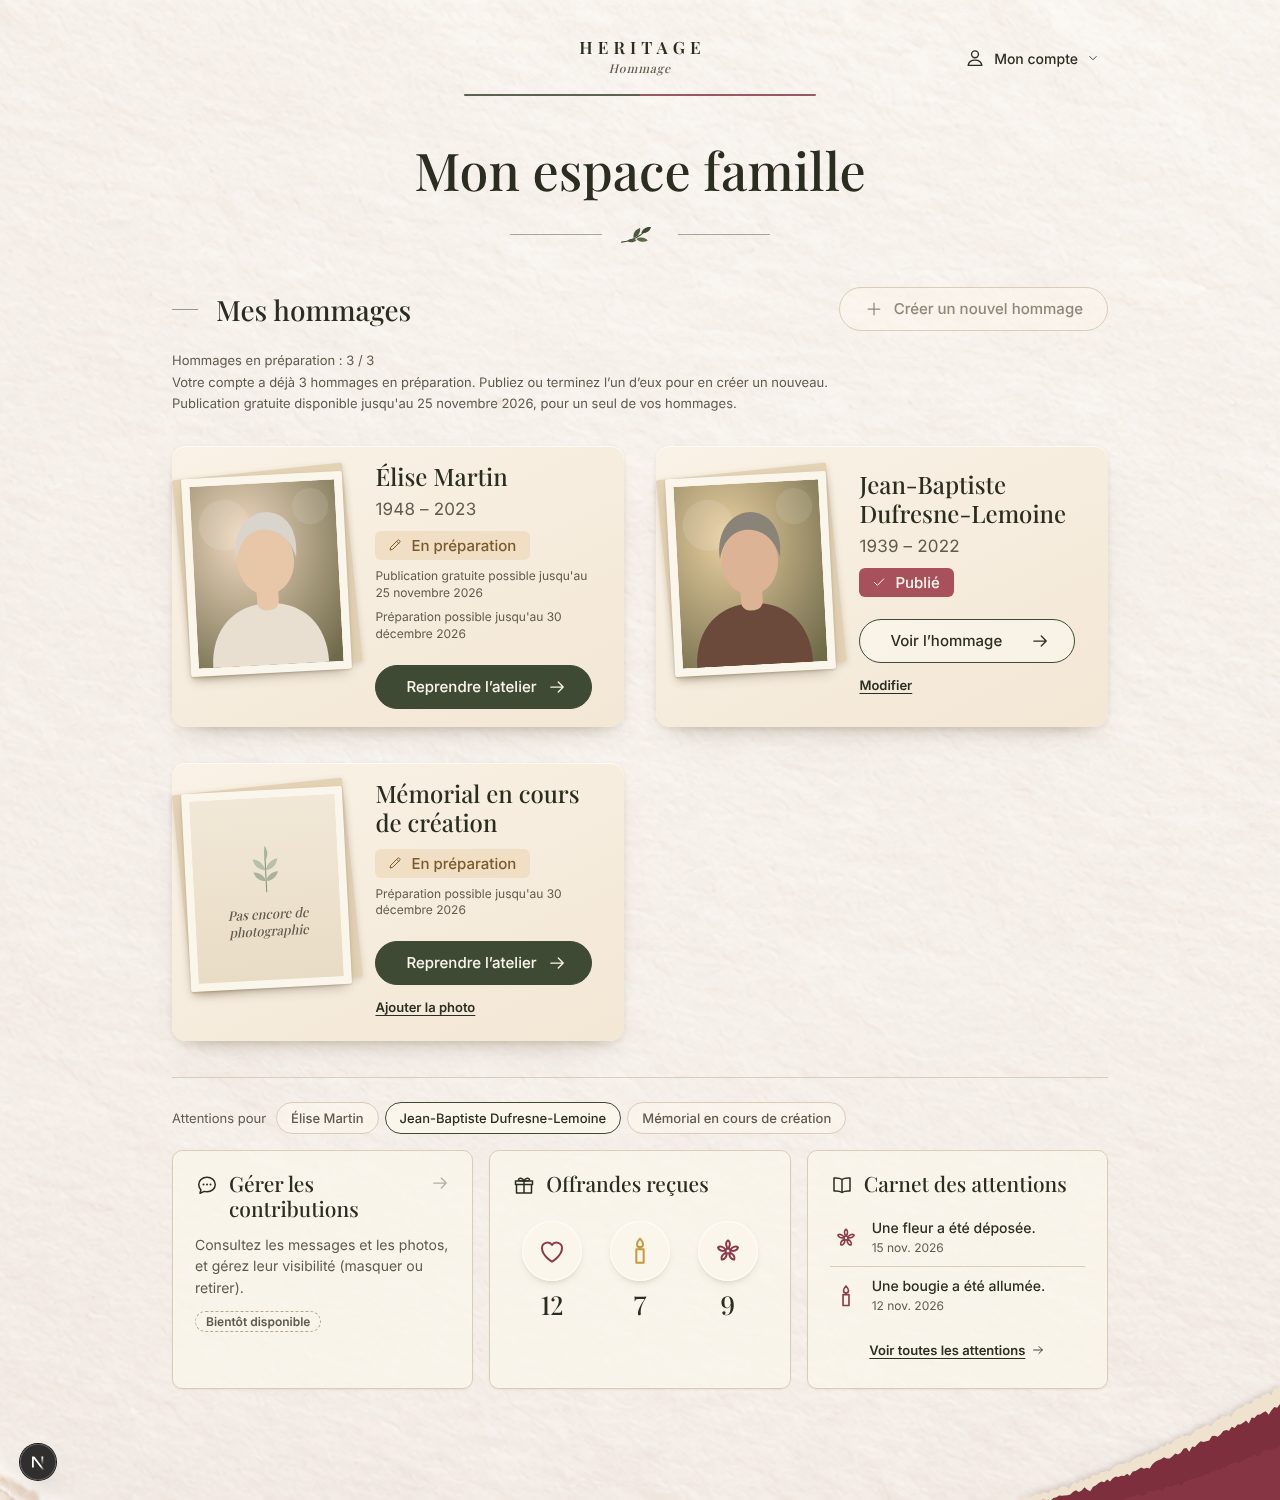 HERITAGE
Hommage
Mon compte
Mon espace famille
Mes hommages
Créer un nouvel hommage
Hommages en préparation : 3 / 3
Votre compte a déjà 3 hommages en préparation. Publiez ou terminez l’un d’eux pour en créer un nouveau.
Publication gratuite disponible jusqu'au 25 novembre 2026, pour un seul de vos hommages.
Élise Martin
1948 – 2023
En préparation
Publication gratuite possible jusqu'au
25 novembre 2026
Préparation possible jusqu'au 30
décembre 2026
Reprendre l’atelier
Jean-Baptiste
Dufresne-Lemoine
1939 – 2022
Publié
Voir l’hommage
Modifier
Pas encore de
photographie
Mémorial en cours
de création
En préparation
Préparation possible jusqu'au 30
décembre 2026
Reprendre l’atelier
Ajouter la photo
Attentions pour
Élise Martin
Jean-Baptiste Dufresne-Lemoine
Mémorial en cours de création
Gérer les
contributions
Consultez les messages et les photos,
et gérez leur visibilité (masquer ou
retirer).
Bientôt disponible
Offrandes reçues
12
7
9
Carnet des attentions
Une fleur a été déposée.
15 nov. 2026
Une bougie a été allumée.
12 nov. 2026
Voir toutes les attentions
N